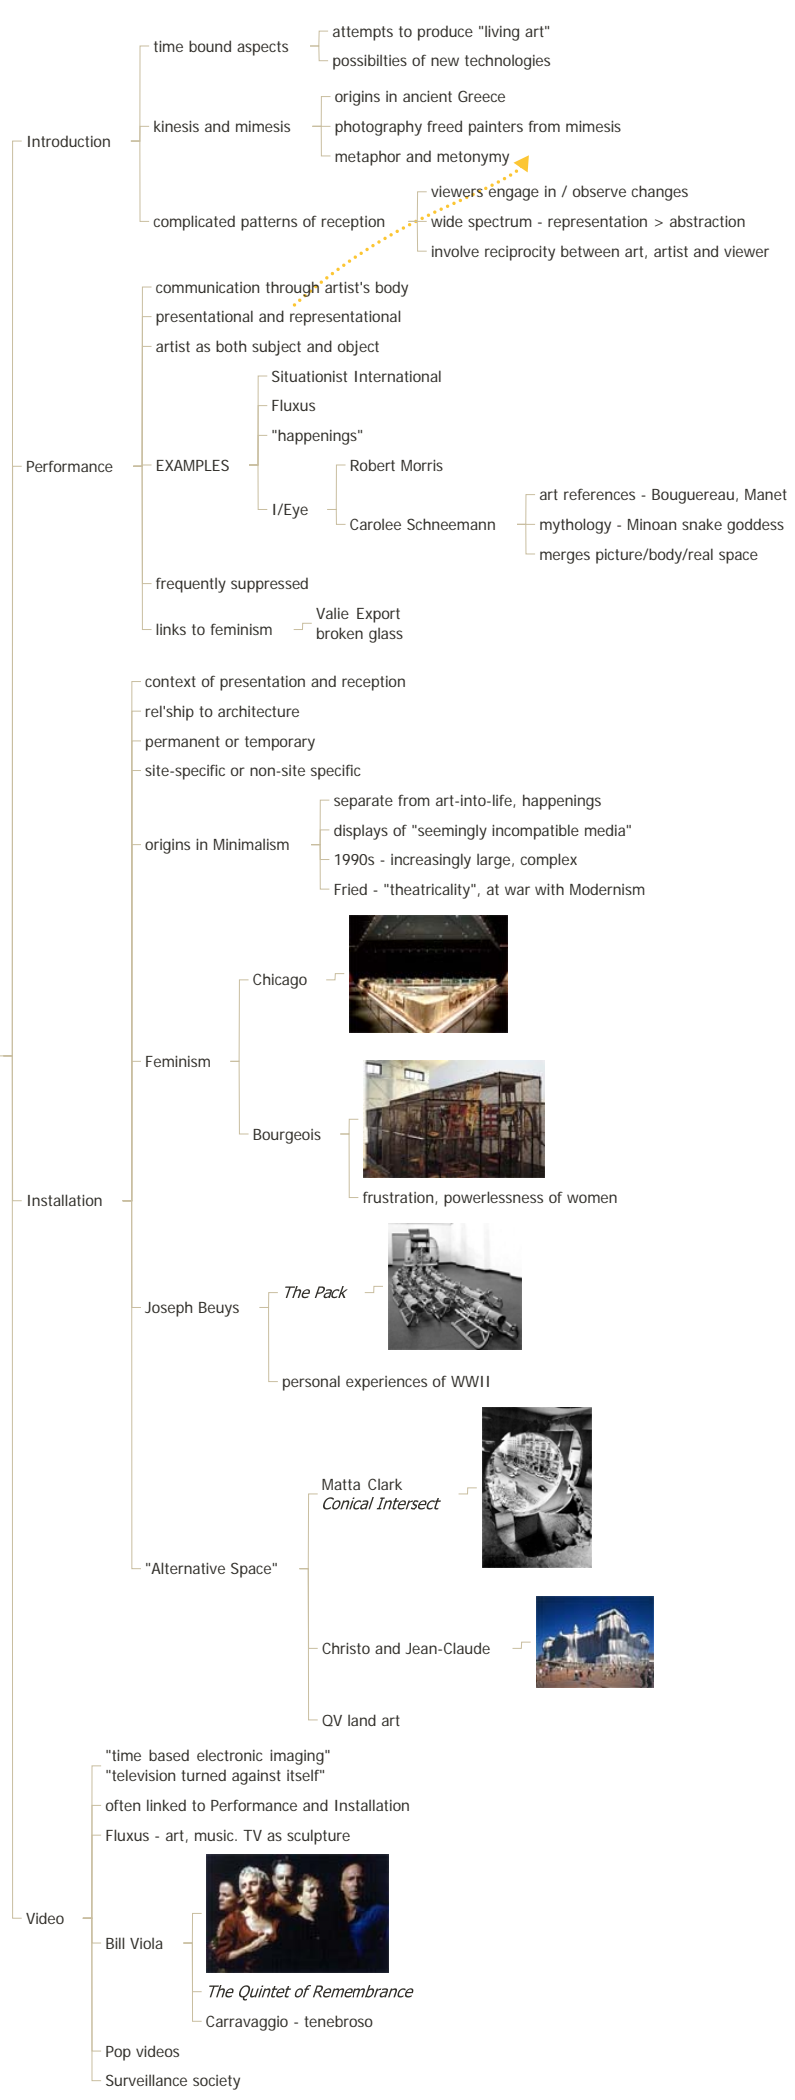 Introduction
time bound aspects
attempts to produce "living art"
possibilties of new technologies
kinesis and mimesis
origins in ancient Greece
photography freed painters from mimesis
metaphor and metonymy
complicated patterns of reception
viewers engage in / observe changes
wide spectrum - representation > abstraction
involve reciprocity between art, artist and viewer
Performance
communication through artist's body
presentational and representational
artist as both subject and object
EXAMPLES
Situationist International
Fluxus
"happenings"
I/Eye
Robert Morris
Carolee Schneemann
art references - Bouguereau, Manet
mythology - Minoan snake goddess
merges picture/body/real space
frequently suppressed
links to feminism
Valie Export
broken glass
Installation
context of presentation and reception
rel'ship to architecture
permanent or temporary
site-specific or non-site specific
origins in Minimalism
separate from art-into-life, happenings
displays of "seemingly incompatible media"
1990s - increasingly large, complex
Fried - "theatricality", at war with Modernism
Feminism
Chicago
Bourgeois
frustration, powerlessness of women
Joseph Beuys
The Pack
personal experiences of WWII
"Alternative Space"
Matta Clark
Conical Intersect
Christo and Jean-Claude
QV land art
Video
"time based electronic imaging"
"television turned against itself"
often linked to Performance and Installation
Fluxus - art, music. TV as sculpture
Bill Viola
The Quintet of Remembrance
Carravaggio - tenebroso
Pop videos
Surveillance society